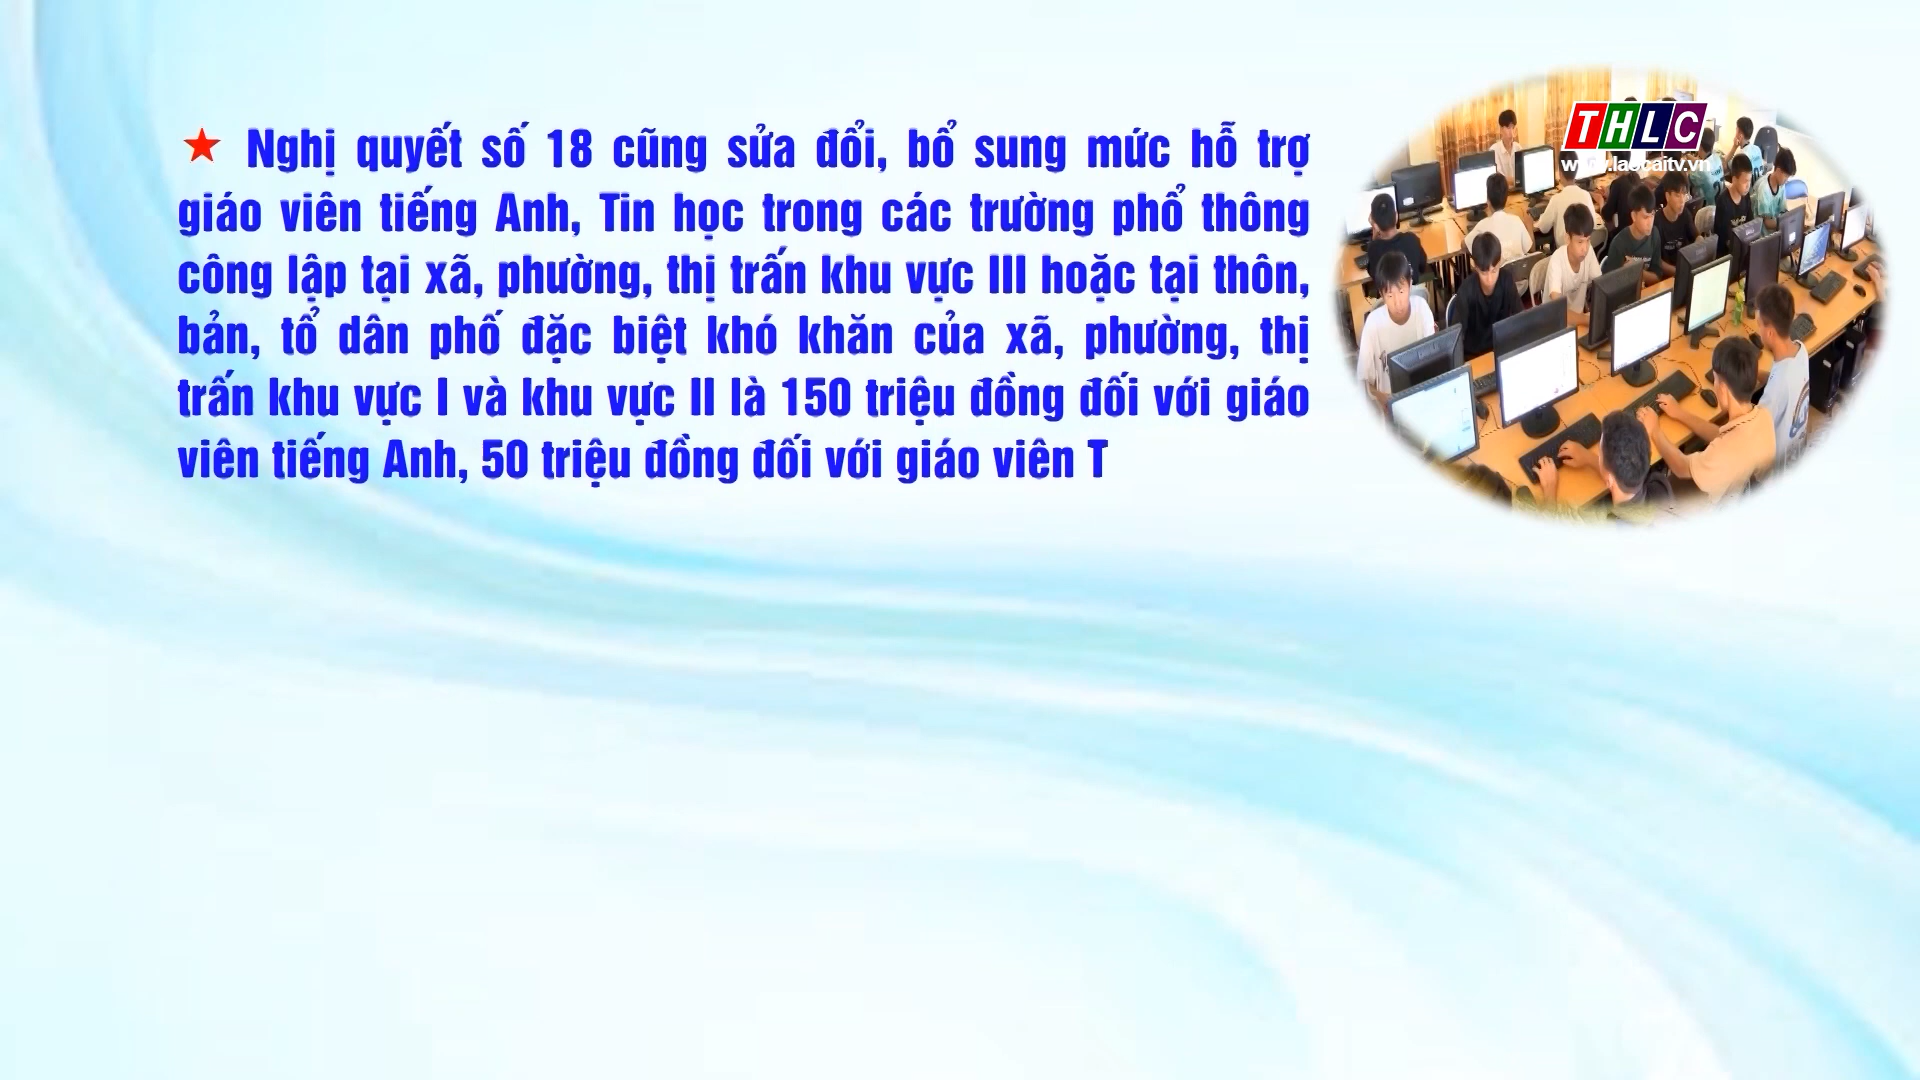 Nghị quyết số 18 cũng sửa đổi, bổ sung mức hỗ trợ
giáo viên tiếng Anh, Tin học trong các trường phổ thông
công lập tại xã, phường, thị trấn khu vực III hoặc tại thôn,
bản, tổ dân phố đặc biệt khó khăn của xã, phường, thị
trấn khu vực I và khu vực II là 150 triệu đồng đối với giáo
viên tiếng Anh, 50 triệu đồng đối với giáo viên T
THLC
www.laocaitv.vn